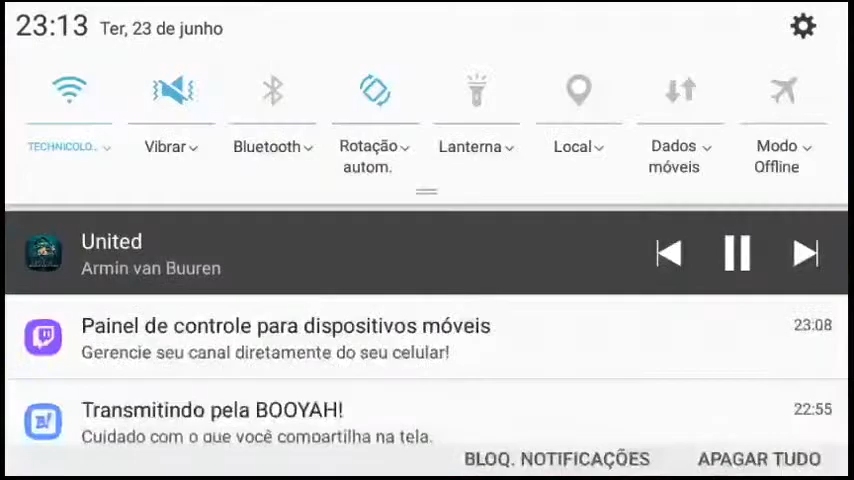 23:13 Ter, 23 de junho
TECHNICOLO.. Vibrar Bluetooth Rotação autom. Lanterna Local Dados móveis Modo Offline
United
Armin van Buuren
Painel de controle para dispositivos móveis 23:08
Gerencie seu canal diretamente do seu celular!
Transmitindo pela BOOYAH! 22:55
Cuidado com o que você compartilha na tela.
BLOQ. NOTIFICAÇÕES APAGAR TUDO